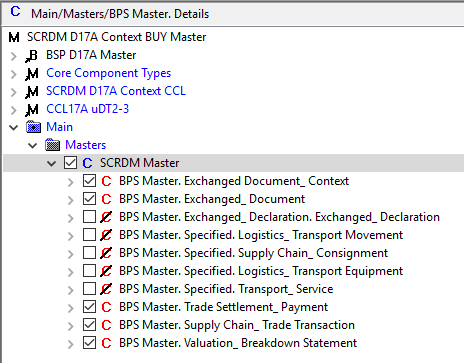 C Main/Masters/BPS Master. Details
M SCRDM D17A Context BUY Master
B BSP D17A Master
M Core Component Types
M SCRDM D17A Context CCL
M CCL17A uDT2-3
Main
Masters
C SCRDM Master
C BPS Master. Exchanged Document_ Context
C BPS Master. Exchanged_ Document
C BPS Master. Exchanged_ Declaration. Exchanged_ Declaration
C BPS Master. Specified. Logistics_ Transport Movement
C BPS Master. Specified. Supply Chain_ Consignment
C BPS Master. Specified. Logistics_ Transport Equipment
C BPS Master. Specified. Transport_ Service
C BPS Master. Trade Settlement_ Payment
C BPS Master. Supply Chain_ Trade Transaction
C BPS Master. Valuation_ Breakdown Statement